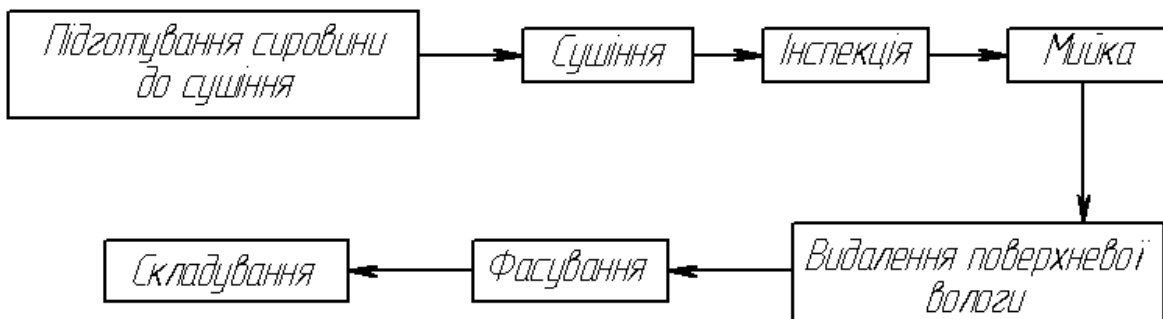 Підготування сировини
до сушіння
Сушіння
Інспекція
Мийка
Видалення поверхневої
вологи
Фасування
Складування